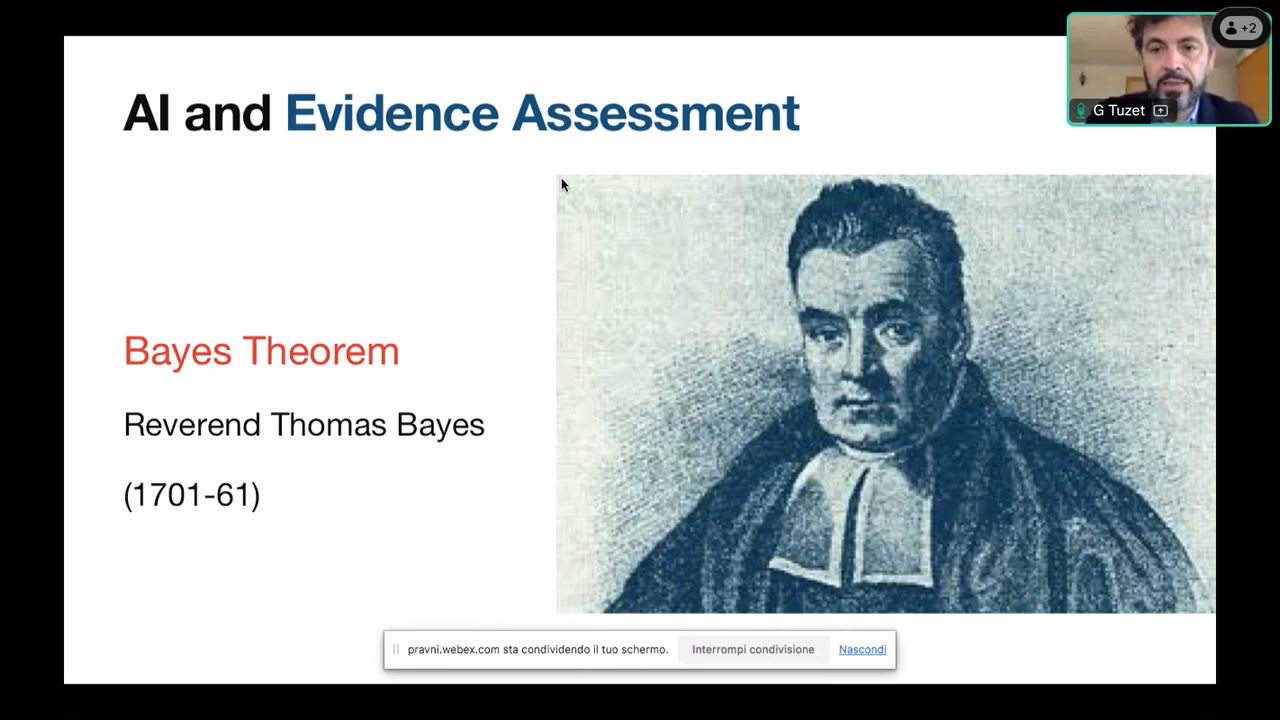 +2
G Tuzet
AI and Evidence Assessment
Bayes Theorem
Reverend Thomas Bayes
(1701-61)
pravni.webex.com sta condividendo il tuo schermo. Interrompi condivisione Nascondi